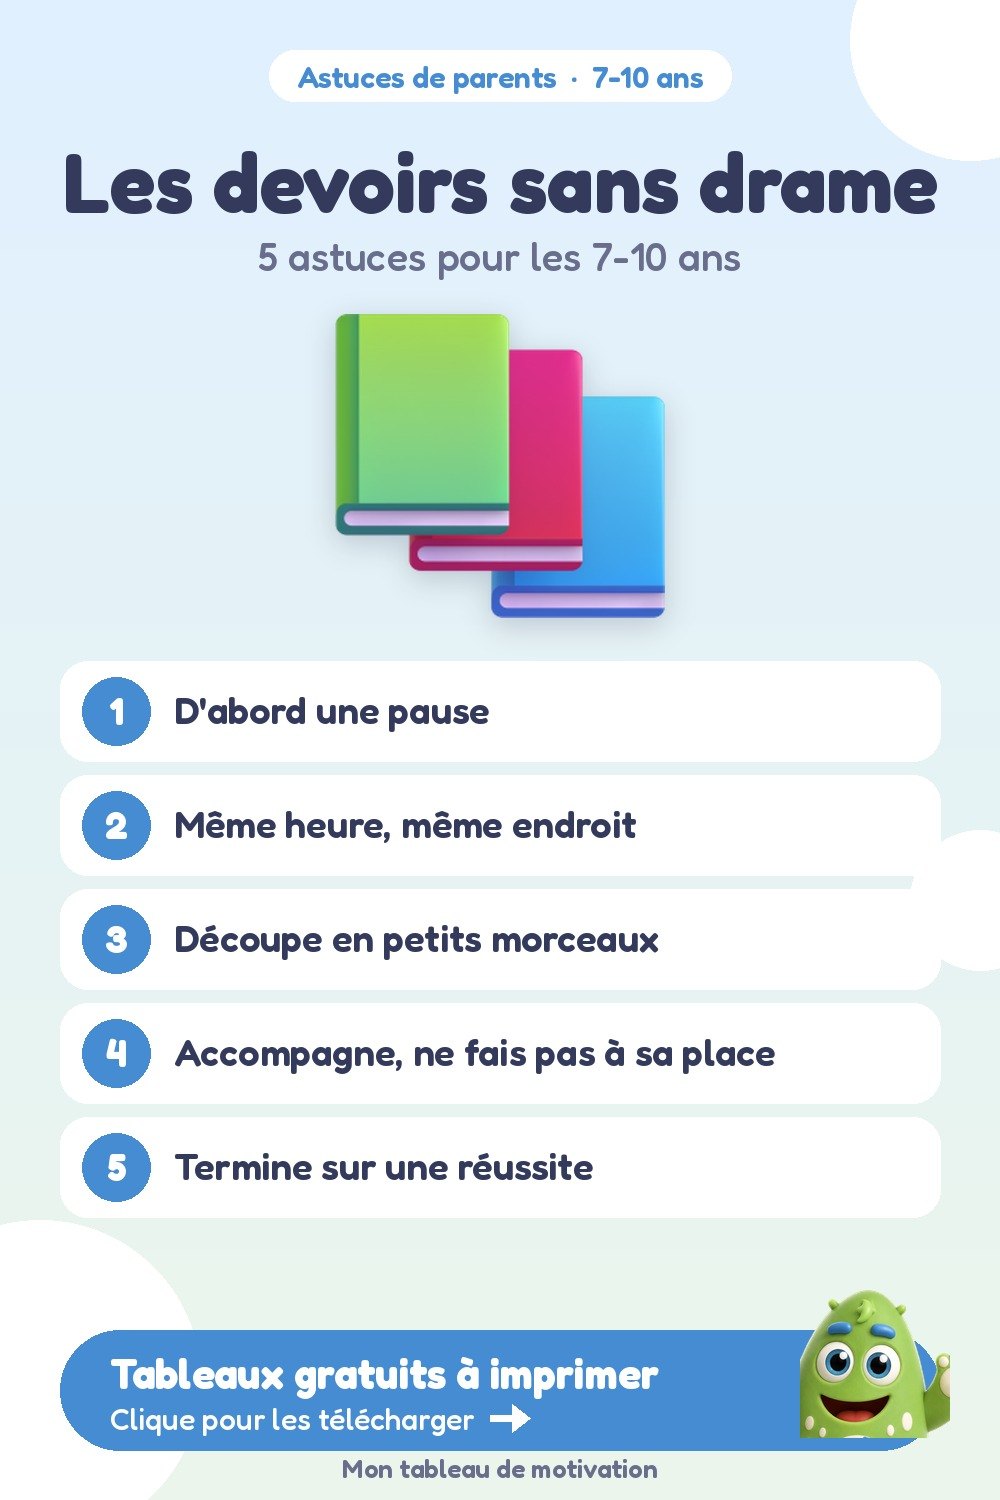 Astuces de parents · 7-10 ans
Les devoirs sans drame
5 astuces pour les 7-10 ans
1 D'abord une pause
2 Même heure, même endroit
3 Découpe en petits morceaux
4 Accompagne, ne fais pas à sa place
5 Termine sur une réussite
Tableaux gratuits à imprimer
Clique pour les télécharger →
Mon tableau de motivation